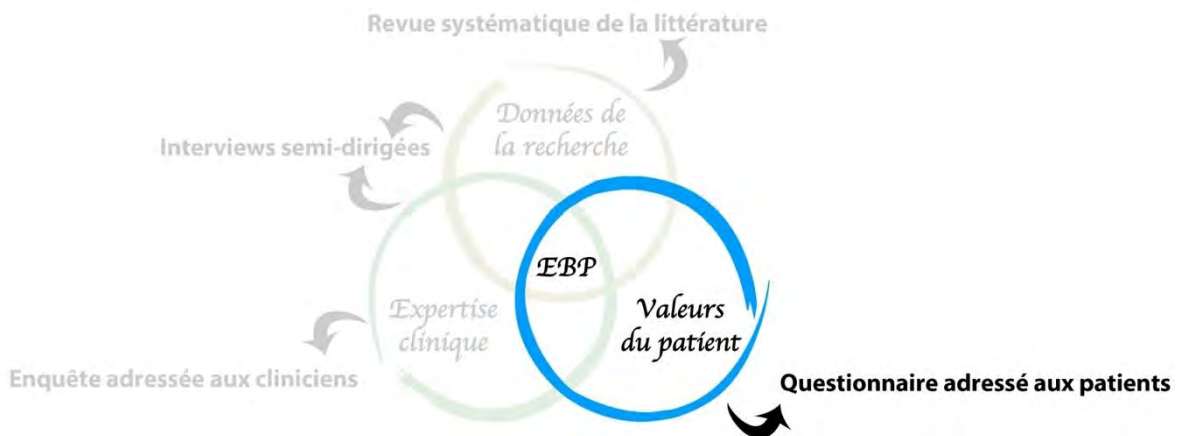 Revue systématique de la littérature
Données de
la recherche
Interviews semi-dirigées
EBP
Expertise
clinique
Valeurs
du patient
Enquête adressée aux cliniciens
Questionnaire adressé aux patients